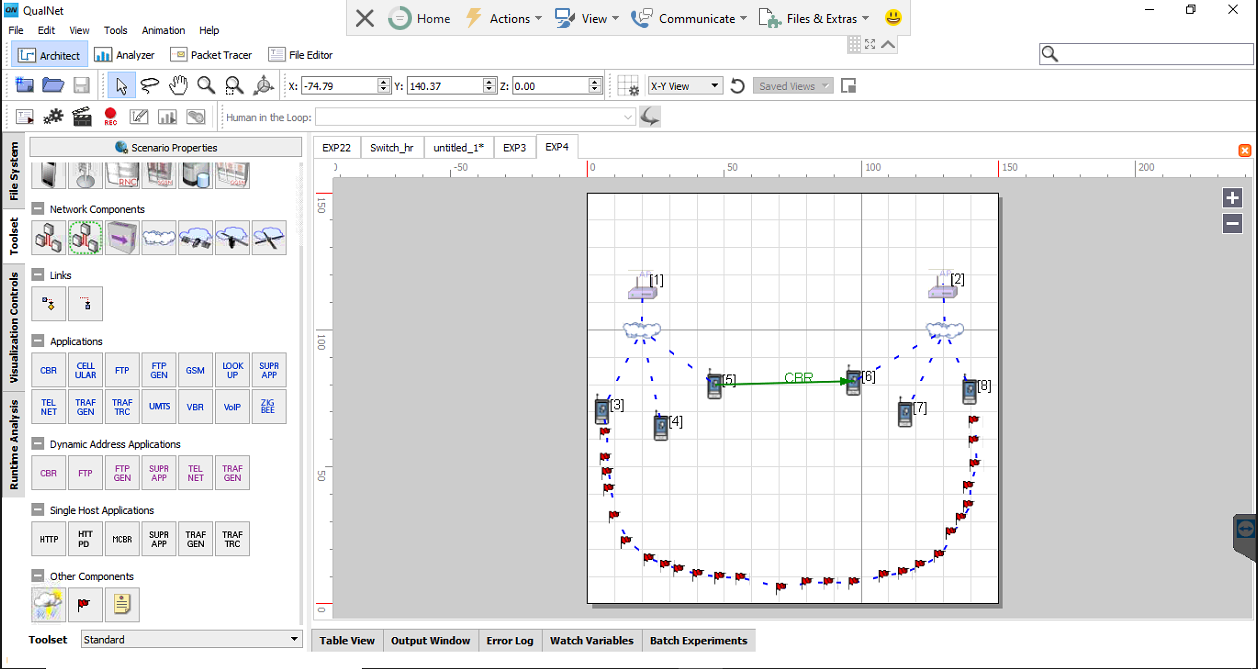 QualNet
Home Actions View Communicate Files & Extras
File Edit View Tools Animation Help
Architect Analyzer Packet Tracer File Editor
X: -74.79 Y: 140.37 Z: 0.00 X-Y View Saved Views
REC Human in the Loop:
File System
Toolset
Visualization Controls
Runtime Analysis
Scenario Properties
RNC
Network Components
Links
Applications
CBR CELL ULAR FTP FTP GEN GSM LOOK UP SUPR APP
TEL NET TRAF GEN TRAF TRC UMTS VBR VoIP ZIG BEE
Dynamic Address Applications
CBR FTP FTP GEN SUPR APP TEL NET TRAF GEN
Single Host Applications
HTTP HTT PD MCBR SUPR APP TRAF GEN TRAF TRC
Other Components
Toolset Standard
EXP22 Switch_hr untitled_1* EXP3 EXP4
-50 0 50 100 150 200
150
100
50
0
[1] [2]
[5] CBR [6]
[3] [4] [7] [8]
Table View Output Window Error Log Watch Variables Batch Experiments